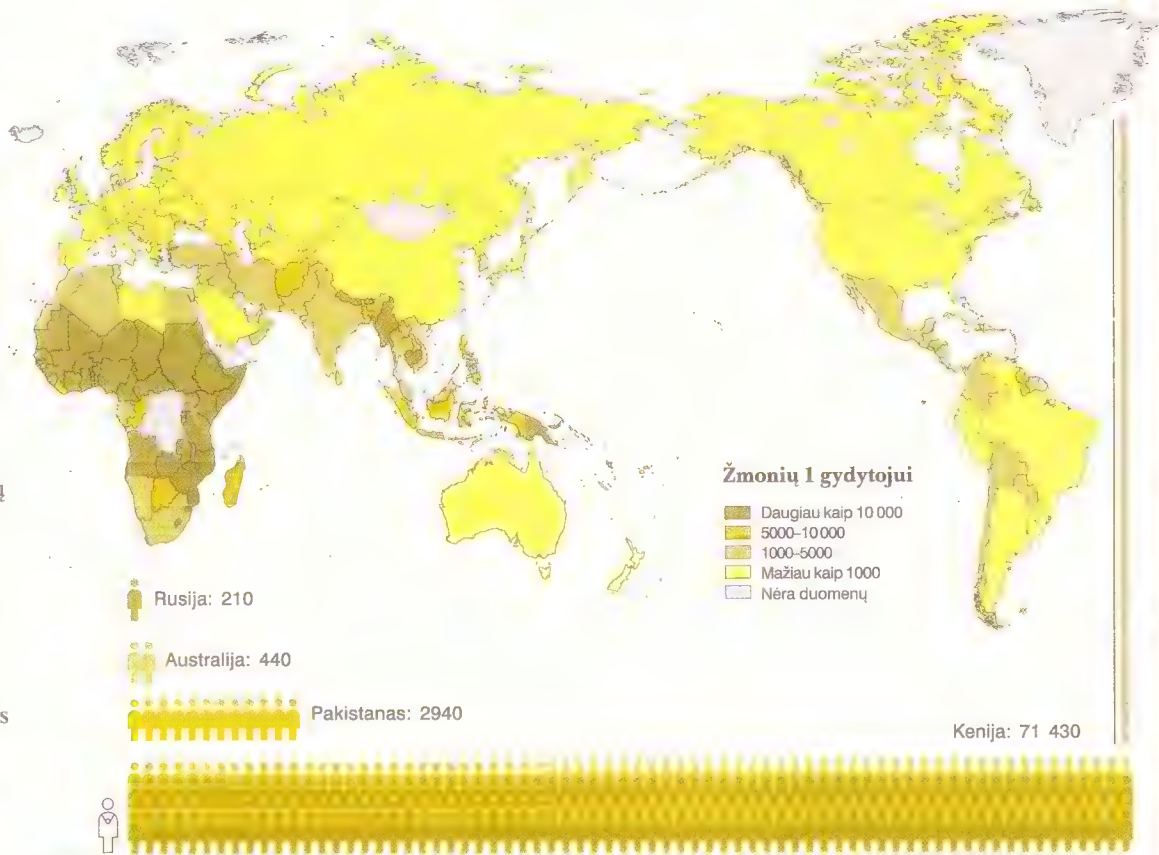 ų
s
Žmonių 1 gydytojui
Daugiau kaip 10 000
5000–10 000
1000–5000
Mažiau kaip 1000
Nėra duomenų
Rusija: 210
Australija: 440
Pakistanas: 2940
Kenija: 71 430